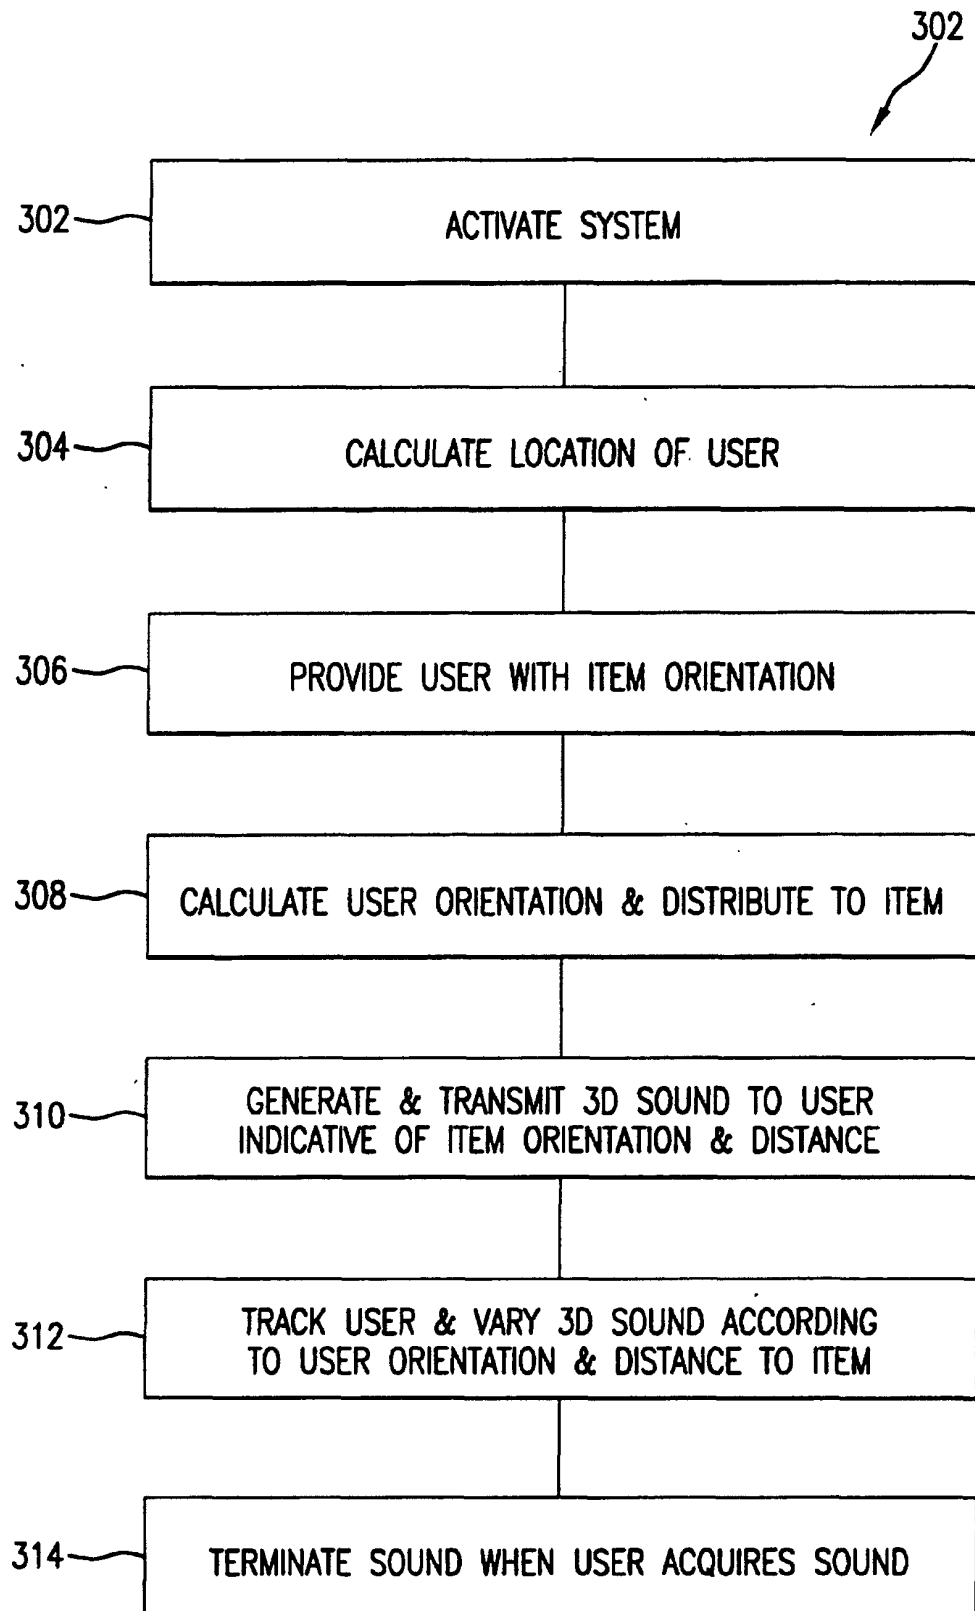 302
302
ACTIVATE SYSTEM
304
CALCULATE LOCATION OF USER
306
PROVIDE USER WITH ITEM ORIENTATION
308
CALCULATE USER ORIENTATION & DISTRIBUTE TO ITEM
310
GENERATE & TRANSMIT 3D SOUND TO USER
INDICATIVE OF ITEM ORIENTATION & DISTANCE
312
TRACK USER & VARY 3D SOUND ACCORDING
TO USER ORIENTATION & DISTANCE TO ITEM
314
TERMINATE SOUND WHEN USER ACQUIRES SOUND